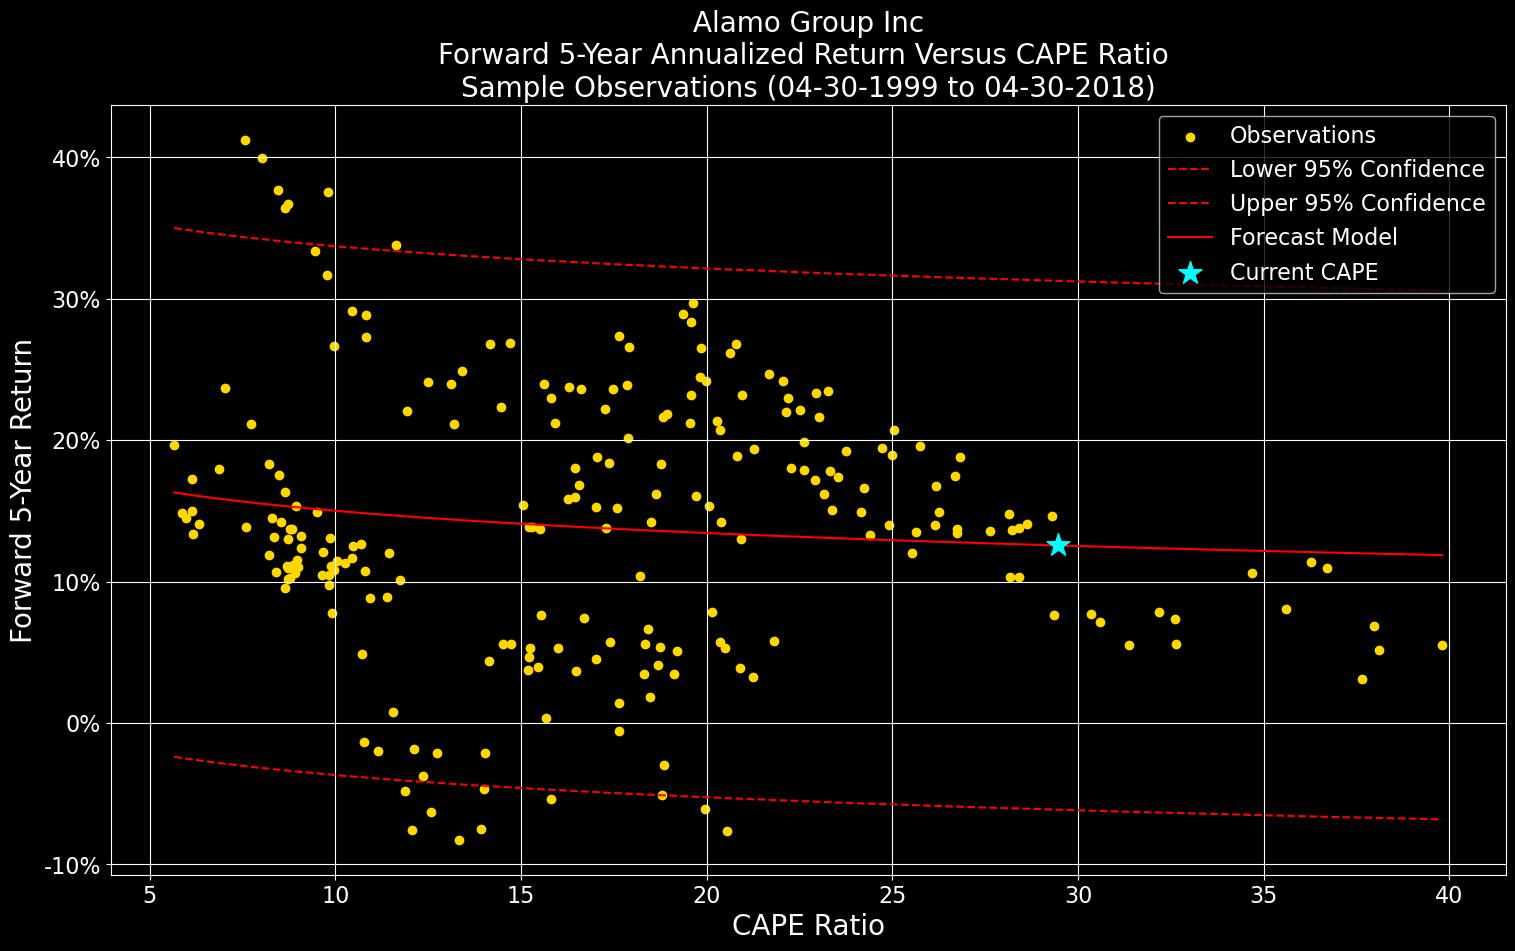 Alamo Group Inc
Forward 5-Year Annualized Return Versus CAPE Ratio
Sample Observations (04-30-1999 to 04-30-2018)
Observations
Lower 95% Confidence
Upper 95% Confidence
Forecast Model
Current CAPE
Forward 5-Year Return
40%
30%
20%
10%
0%
-10%
5 10 15 20 25 30 35 40
CAPE Ratio